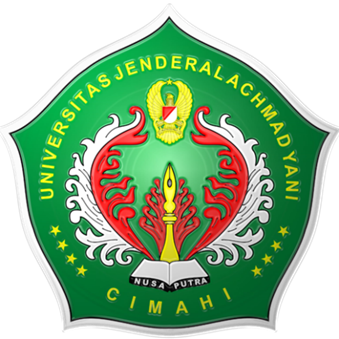 UNIVERSITAS JENDERAL ACHMAD YANI
NUSA PUTRA
CIMAHI